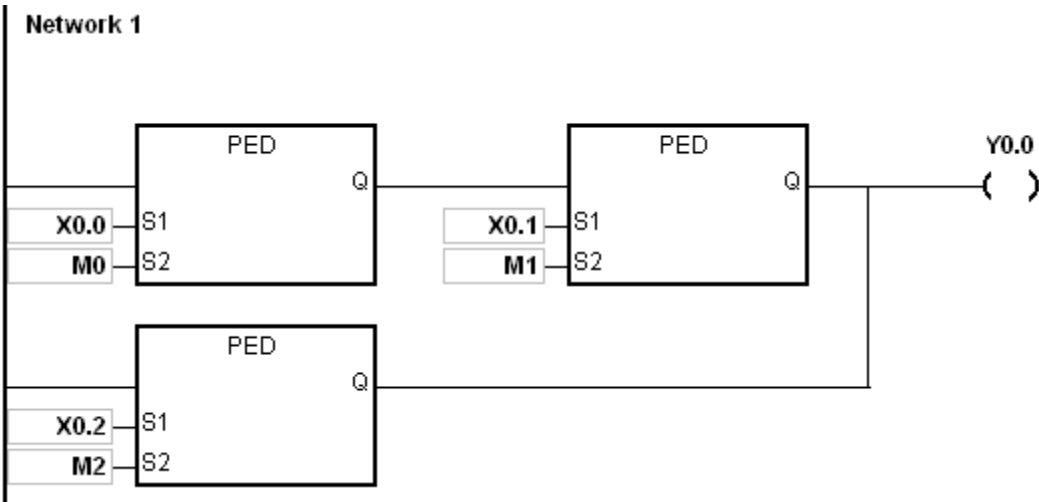 Network 1
PED PED Y0.0
Q Q
X0.0 S1 X0.1 S1
M0 S2 M1 S2
PED
Q
X0.2 S1
M2 S2